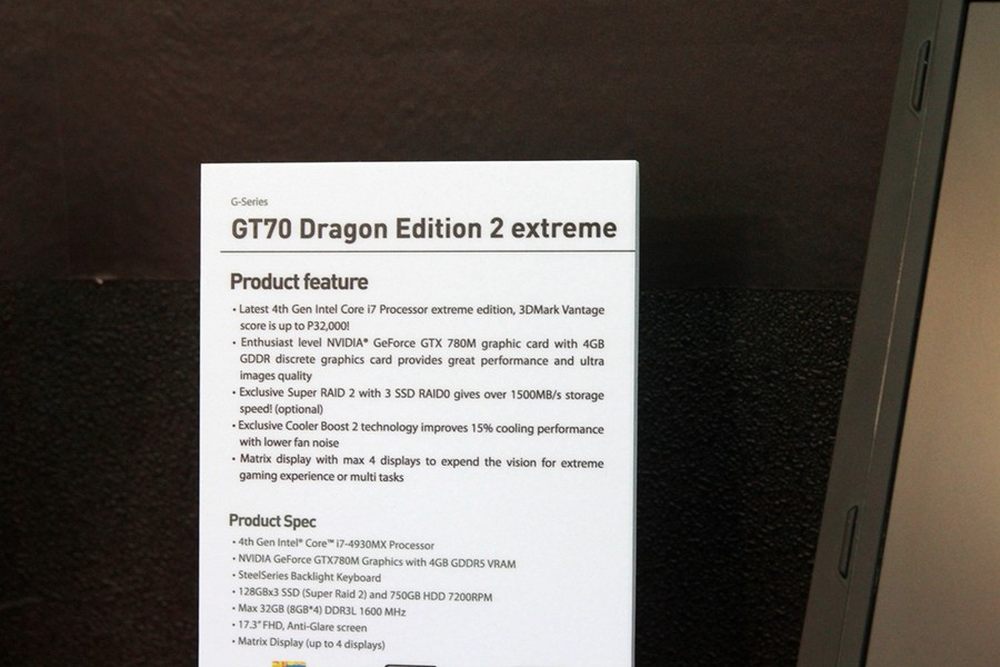 G-Series
GT70 Dragon Edition 2 extreme
Product feature
• Latest 4th Gen Intel Core i7 Processor extreme edition, 3DMark Vantage
score is up to P32,000!
• Enthusiast level NVIDIA® GeForce GTX 780M graphic card with 4GB
GDDR discrete graphics card provides great performance and ultra
images quality
• Exclusive Super RAID 2 with 3 SSD RAID0 gives over 1500MB/s storage
speed! (optional)
• Exclusive Cooler Boost 2 technology improves 15% cooling performance
with lower fan noise
• Matrix display with max 4 displays to expend the vision for extreme
gaming experience or multi tasks
Product Spec
• 4th Gen Intel® Core™ i7-4930MX Processor
• NVIDIA GeForce GTX780M Graphics with 4GB GDDR5 VRAM
• SteelSeries Backlight Keyboard
• 128GBx3 SSD (Super Raid 2) and 750GB HDD 7200RPM
• Max 32GB (8GB*4) DDR3L 1600 MHz
• 17.3" FHD, Anti-Glare screen
• Matrix Display (up to 4 displays)